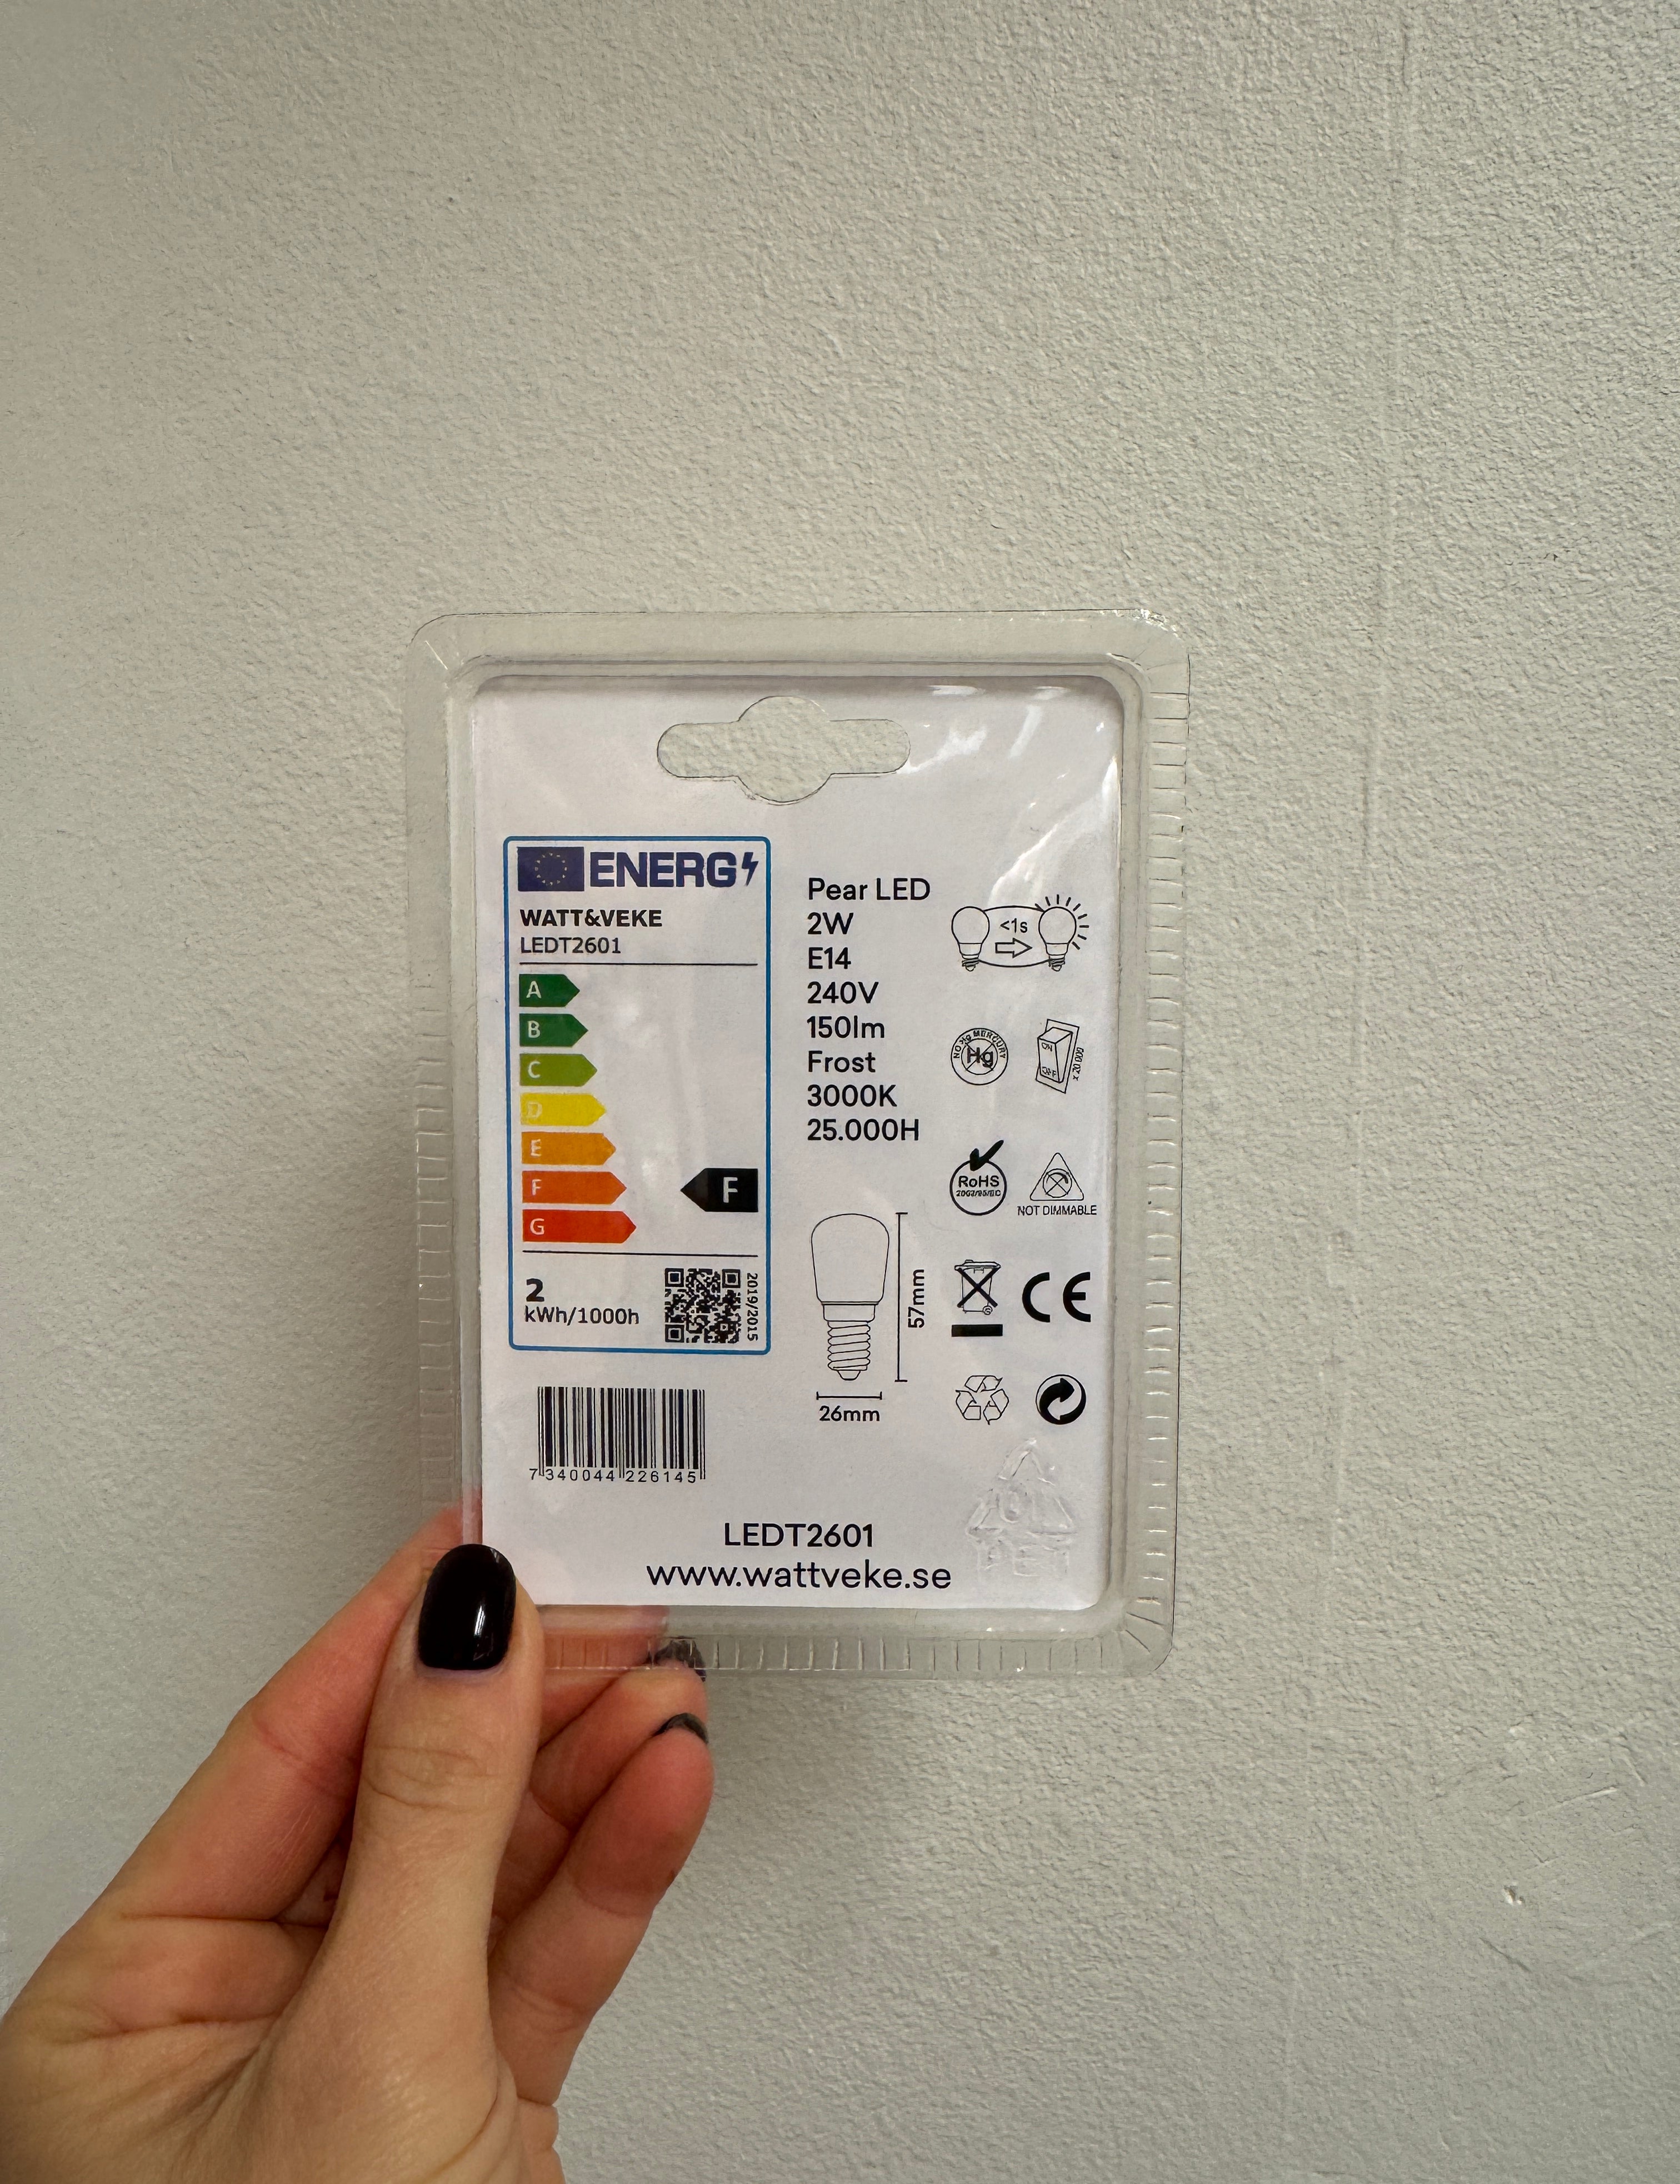 ENERG
WATT&VEKE
LEDT2601
A
B
C
D
E
F
G
F
2
kWh/1000h
2019/2015
7 340044 226145
Pear LED
2W
E14
240V
150lm
Frost
3000K
25.000H
<1s
NO Hg MERCURY
Hg
ON
OFF
x 20.000
RoHS
2002/95/EC
NOT DIMMABLE
57mm
26mm
CE
01
PET
LEDT2601
www.wattveke.se